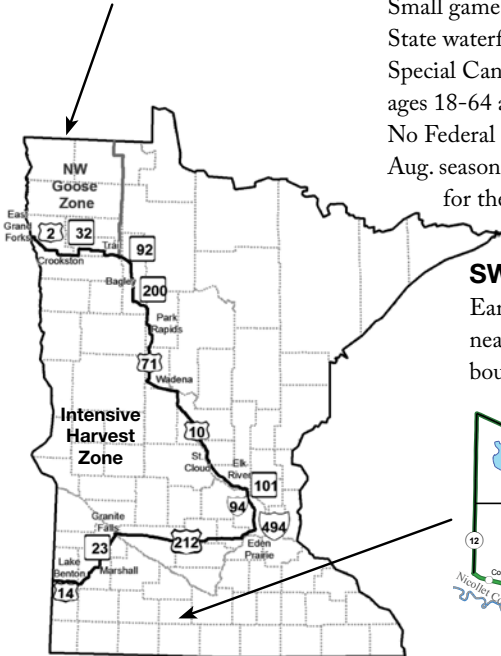 Small game
State waterf
Special Can
ages 18-64 a
No Federal
Aug. season
for the
NW
Goose
Zone
East
Grand
Forks
2
32
Trail
92
Crookston
Bagley
200
Park
Rapids
71
Wadena
Intensive
Harvest
Zone
10
St.
Cloud
Elk
River
101
94
494
Granite
Falls
212
Eden
Prairie
23
Marshall
Lake
Benton
14
SW
Ear
nea
bou
12
Co
Nicollet C